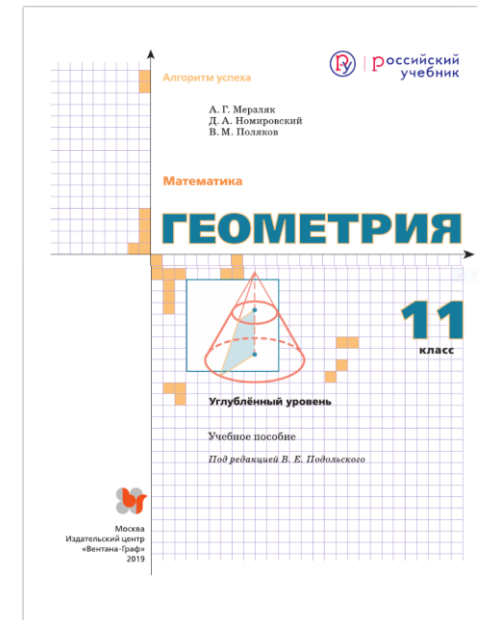 Ру
Российский
учебник
Алгоритм успеха
А. Г. Мерзляк
Д. А. Номировский
В. М. Поляков
Математика
ГЕОМЕТРИЯ
11
класс
Углублённый уровень
Учебное пособие
Под редакцией В. Е. Подольского
Москва
Издательский центр
«Вентана-Граф»
2019